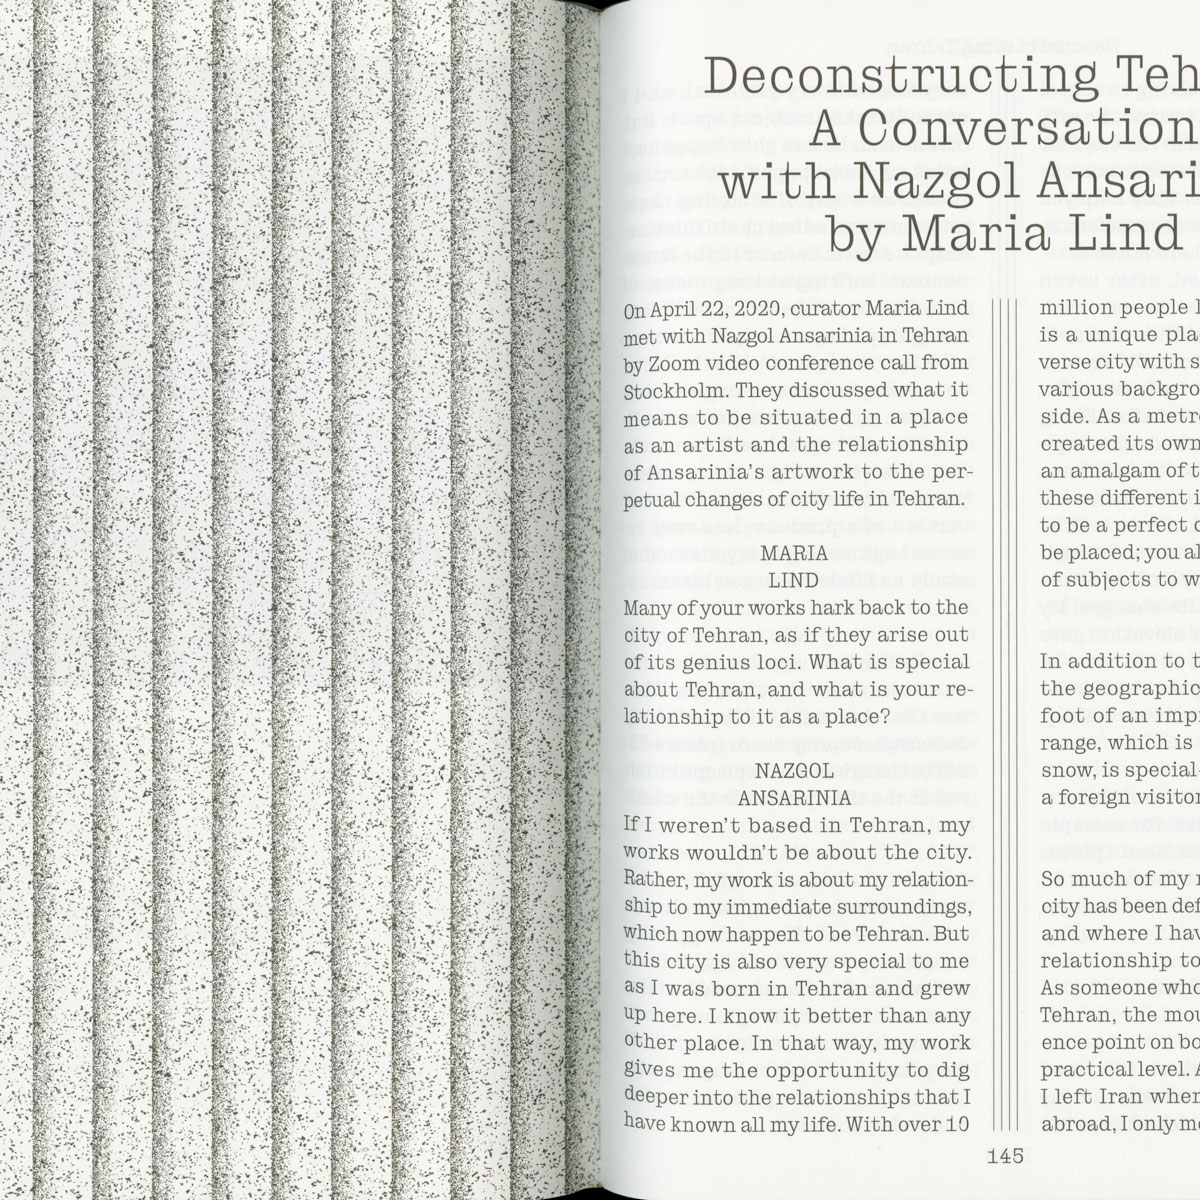 Deconstructing Teh
A Conversation
with Nazgol Ansari
by Maria Lind
On April 22, 2020, curator Maria Lind
met with Nazgol Ansarinia in Tehran
by Zoom video conference call from
Stockholm. They discussed what it
means to be situated in a place
as an artist and the relationship
of Ansarinia’s artwork to the per-
petual changes of city life in Tehran.
MARIA
LIND
Many of your works hark back to the
city of Tehran, as if they arise out
of its genius loci. What is special
about Tehran, and what is your re-
lationship to it as a place?
NAZGOL
ANSARINIA
If I weren’t based in Tehran, my
works wouldn’t be about the city.
Rather, my work is about my relation-
ship to my immediate surroundings,
which now happen to be Tehran. But
this city is also very special to me
as I was born in Tehran and grew
up here. I know it better than any
other place. In that way, my work
gives me the opportunity to dig
deeper into the relationships that I
have known all my life. With over 10
million people
is a unique pla
verse city with s
various backgro
side. As a metr
created its own
an amalgam of t
these different i
to be a perfect
be placed; you al
of subjects to w
In addition to t
the geographic
foot of an imp
range, which is
snow, is special
a foreign visitor
So much of my
city has been def
and where I hav
relationship to
As someone who
Tehran, the mou
ence point on bo
practical level.
I left Iran wher
abroad, I only m
145